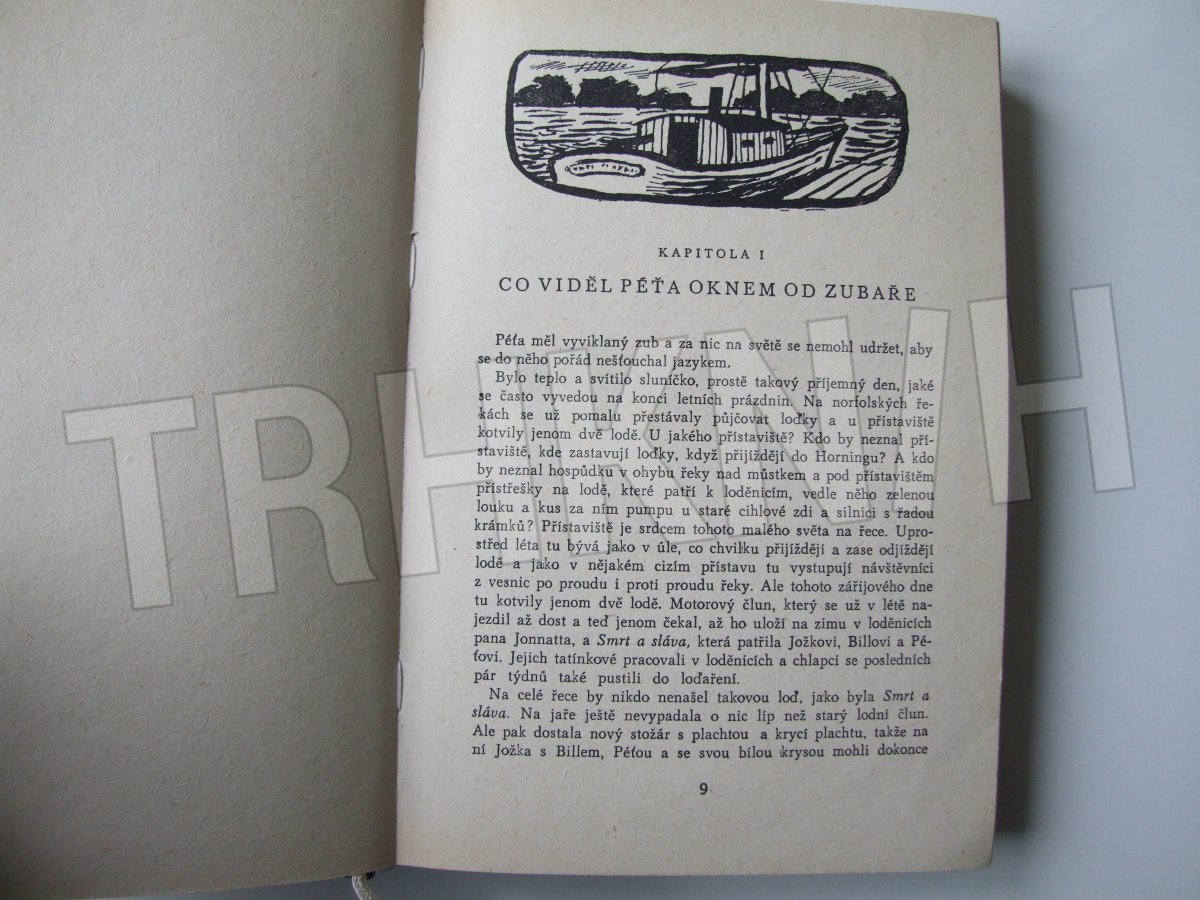 KAPITOLA I
CO VIDĚL PÉŤA OKNEM OD ZUBAŘE
Péťa měl vyviklaný zub a za nic na světě se nemohl udržet, aby
se do něho pořád nešťouchal jazykem.
Bylo teplo a svítilo sluníčko, prostě takový příjemný den, jaké
se často vyvedou na konci letních prázdnin. Na norfolských ře-
kách se už pomalu přestávaly půjčovat loďky a u přístaviště
kotvily jenom dvě lodě. U jakého přístaviště? Kdo by neznal pří-
staviště, kde zastavují loďky, když přijíždějí do Horningu? A kdo
by neznal hospůdku v ohybu řeky nad můstkem a pod přístavištěm
přístřešky na lodě, které patří k loděnicím, vedle něho zelenou
louku a kus za ním pumpu u staré cihlové zdi a silnici s řadou
krámků? Přístaviště je srdcem tohoto malého světa na řece. Upro-
střed léta tu bývá jako v úle, co chvilku přijíždějí a zase odjíždějí
lodě a jako v nějakém cizím přístavu tu vystupují návštěvníci
z vesnic po proudu i proti proudu řeky. Ale tohoto zářijového dne
tu kotvily jenom dvě lodě. Motorový člun, který se už v létě na-
jezdil až dost a teď jenom čekal, až ho uloží na zimu v loděnicích
pana Jonnatta, a Smrt a sláva, která patřila Jožkovi, Billovi a Pé-
ťovi. Jejich tatínkové pracovali v loděnicích a chlapci se posledních
pár týdnů také pustili do loďaření.
Na celé řece by nikdo nenašel takovou loď, jako byla Smrt a
sláva. Na jaře ještě nevypadala o nic líp než starý lodní člun.
Ale pak dostala nový stožár s plachtou a krycí plachtu, takže na
ní Jožka s Billem, Péťou a se svou bílou krysou mohli dokonce
9
TRHKNIH